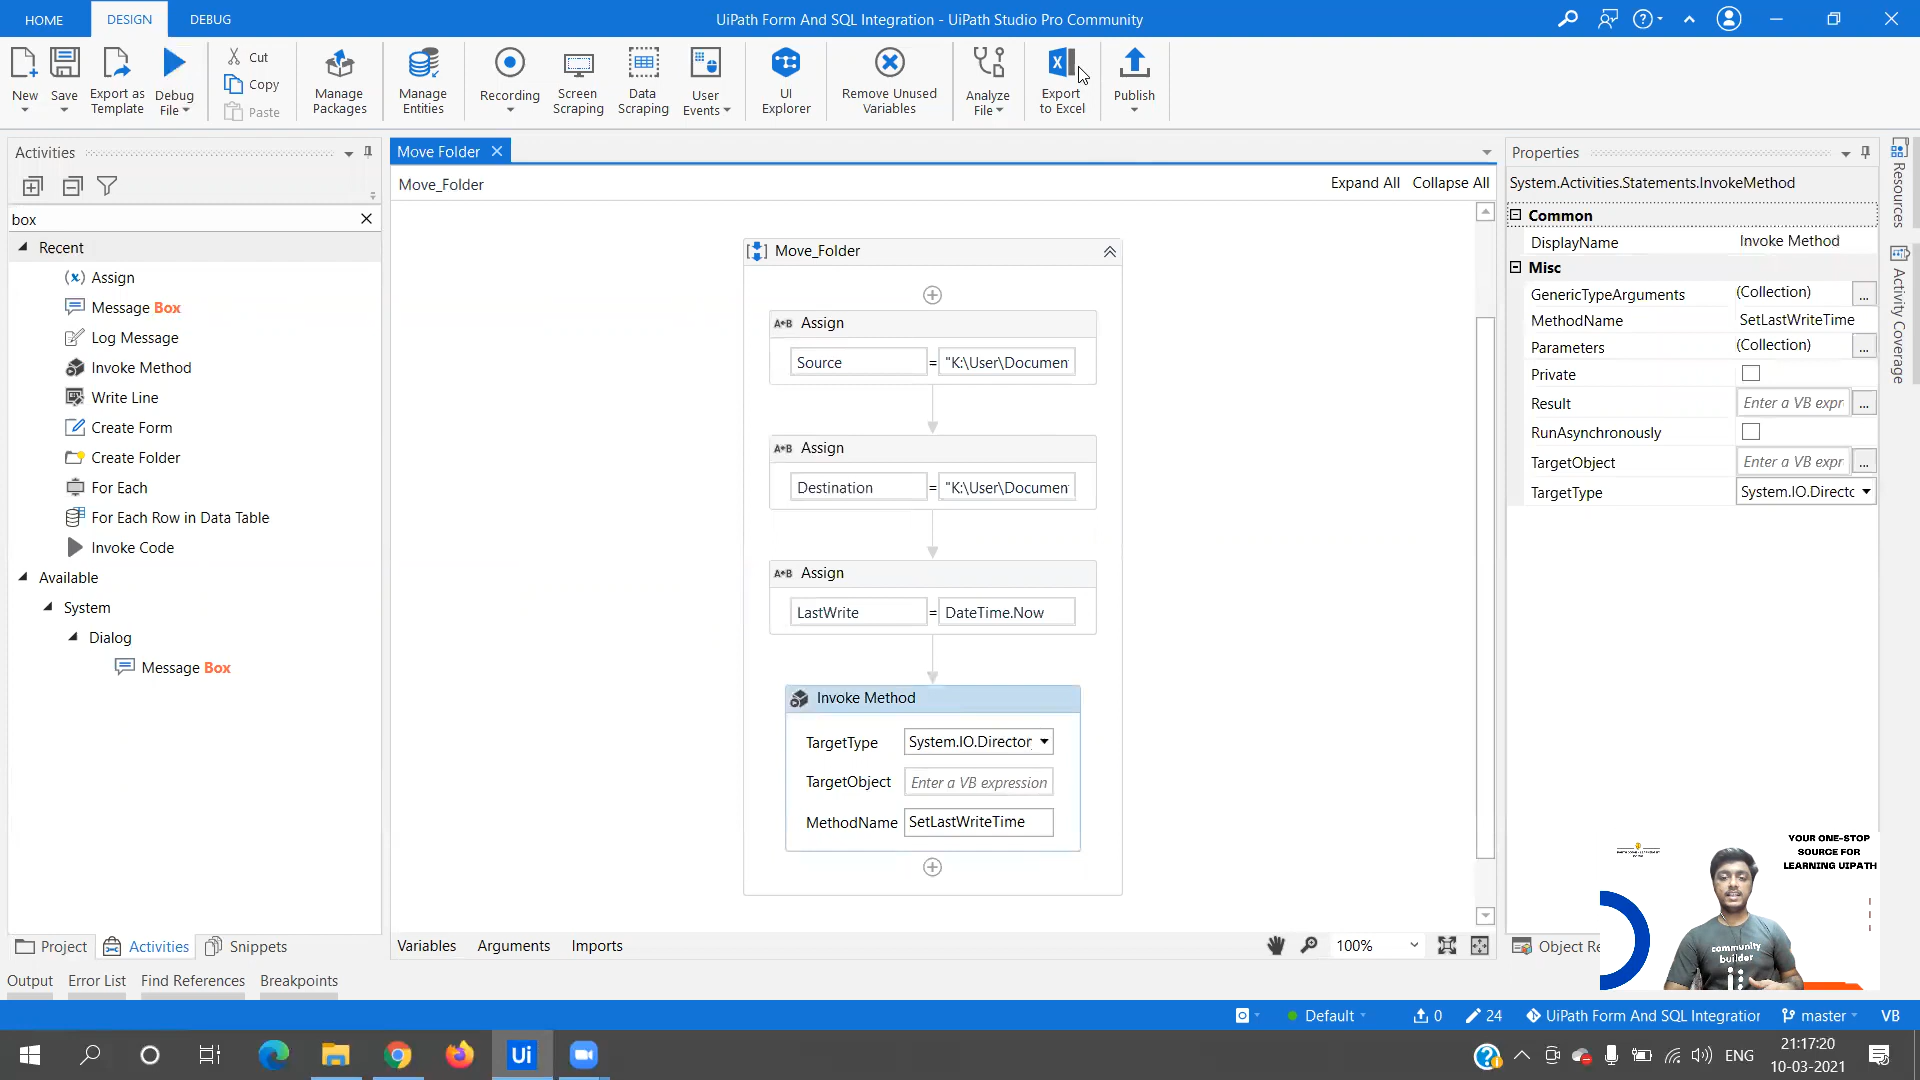 HOME
DESIGN
DEBUG
UiPath Form And SQL Integration - UiPath Studio Pro Community
New
Save
Export as
Template
Debug
File
Cut
Copy
Paste
Manage
Packages
Manage
Entities
Recording
Screen
Scraping
Data
Scraping
User
Events
UI
Explorer
Remove Unused
Variables
Analyze
File
Export
to Excel
Publish
Activities
box
Recent
Assign
Message Box
Log Message
Invoke Method
Write Line
Create Form
Create Folder
For Each
For Each Row in Data Table
Invoke Code
Available
System
Dialog
Message Box
Project
Activities
Snippets
Move Folder
Move_Folder
Expand All
Collapse All
Move_Folder
A+B Assign
Source = "K:\User\Documen
A+B Assign
Destination = "K:\User\Documen
A+B Assign
LastWrite = DateTime.Now
Invoke Method
TargetType System.IO.Director
TargetObject Enter a VB expression
MethodName SetLastWriteTime
Variables
Arguments
Imports
100%
Properties
System.Activities.Statements.InvokeMethod
Common
DisplayName Invoke Method
Misc
GenericTypeArguments (Collection) ...
MethodName SetLastWriteTime
Parameters (Collection) ...
Private
Result Enter a VB expr ...
RunAsynchronously
TargetObject Enter a VB expr ...
TargetType System.IO.Directo
Resources
Activity Coverage
Object Re
YOUR ONE-STOP
SOURCE FOR
LEARNING UIPATH
community
builder
Output
Error List
Find References
Breakpoints
Default
0
24
UiPath Form And SQL Integration
master
VB
Ui
ENG
21:17:20
10-03-2021